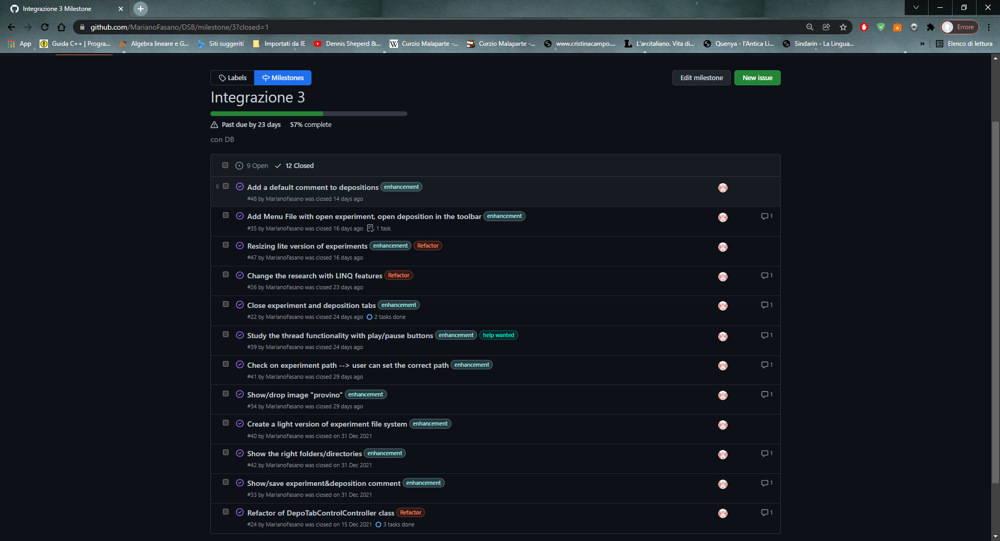 Integrazione 3 Milestone
github.com/MarianoFasano/DSB/milestone/3?closed=1
Errore
App
Guida C++ | Progra...
Algebra lineare e G...
Siti suggeriti
Importati da IE
Dennis Sheperd &...
Curzio Malaparte -...
Curzio Malaparte -...
www.cristinacampo....
L'arcitaliano. Vita di...
Quenya - l'Antica Li...
Sindarin - La Lingua...
»
Elenco di lettura
Labels
Milestones
Edit milestone
New issue
Integrazione 3
Past due by 23 days 57% complete
con DB
9 Open 12 Closed
Add a default comment to depositions enhancement
#48 by MarianoFasano was closed 14 days ago
Add Menu File with open experiment, open deposition in the toolbar enhancement 1
#35 by MarianoFasano was closed 16 days ago 1 task
Resizing lite version of experiments enhancement Refactor
#47 by MarianoFasano was closed 16 days ago
Change the research with LINQ features Refactor 1
#26 by MarianoFasano was closed 23 days ago
Close experiment and deposition tabs enhancement 1
#22 by MarianoFasano was closed 24 days ago 2 tasks done
Study the thread functionality with play/pause buttons enhancement help wanted 1
#39 by MarianoFasano was closed 24 days ago
Check on experiment path --> user can set the correct path enhancement 1
#41 by MarianoFasano was closed 29 days ago
Show/drop image "provino" enhancement 1
#34 by MarianoFasano was closed 29 days ago
Create a light version of experiment file system enhancement
#40 by MarianoFasano was closed on 31 Dec 2021
Show the right folders/directories enhancement 1
#42 by MarianoFasano was closed on 31 Dec 2021
Show/save experiment&deposition comment enhancement 1
#33 by MarianoFasano was closed on 31 Dec 2021
Refactor of DepoTabControlController class Refactor 1
#24 by MarianoFasano was closed on 15 Dec 2021 3 tasks done